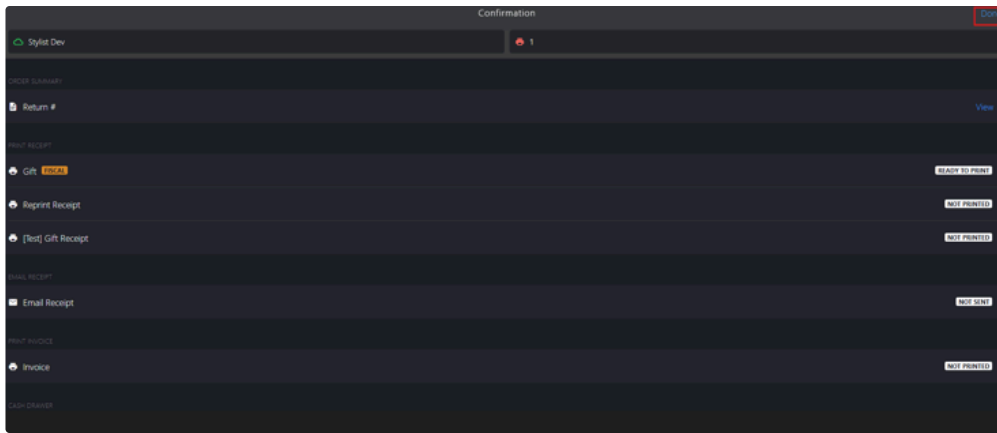 Confirmation
Don
Stylist Dev
1
ORDER SUMMARY
Return #
View
PRINT RECEIPT
Gift FISCAL
READY TO PRINT
Reprint Receipt
NOT PRINTED
[Test] Gift Receipt
NOT PRINTED
EMAIL RECEIPT
Email Receipt
NOT SENT
PRINT INVOICE
Invoice
NOT PRINTED
CASH DRAWER